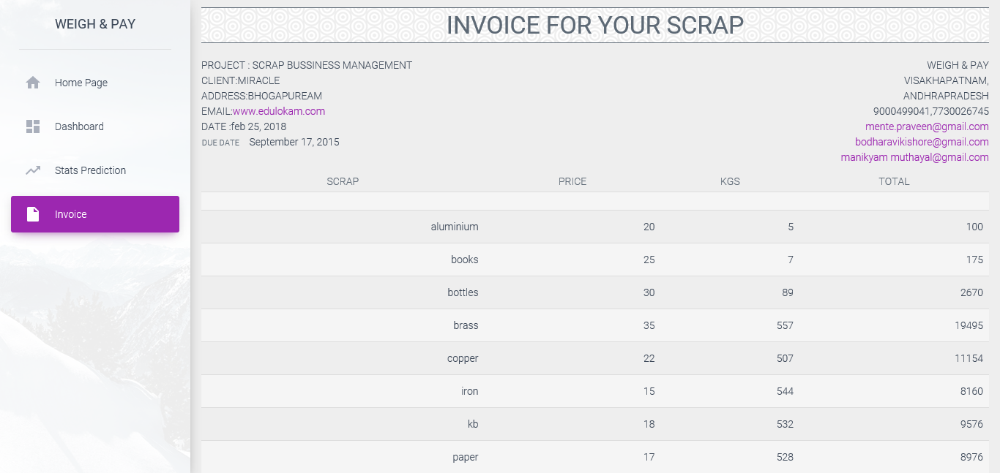 WEIGH & PAY
Home Page
Dashboard
Stats Prediction
Invoice
INVOICE FOR YOUR SCRAP
PROJECT : SCRAP BUSSINESS MANAGEMENT
CLIENT:MIRACLE
ADDRESS:BHOGAPUREAM
EMAIL:www.edulokam.com
DATE :feb 25, 2018
DUE DATE September 17, 2015
WEIGH & PAY
VISAKHAPATNAM,
ANDHRAPRADESH
9000499041,7730026745
mente.praveen@gmail.com
bodharavikishore@gmail.com
manikyam muthayal@gmail.com
SCRAP PRICE KGS TOTAL
aluminium 20 5 100
books 25 7 175
bottles 30 89 2670
brass 35 557 19495
copper 22 507 11154
iron 15 544 8160
kb 18 532 9576
paper 17 528 8976